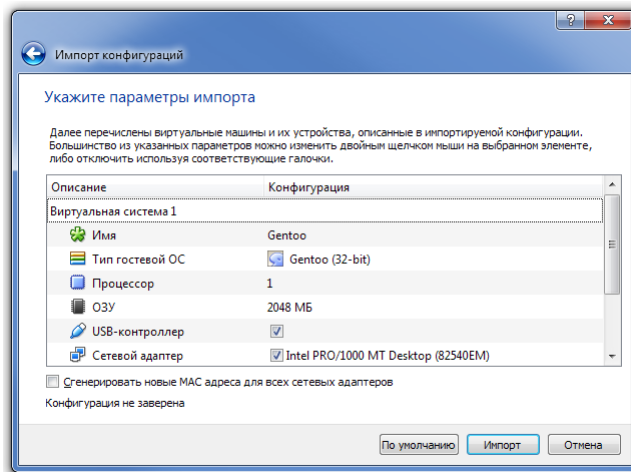 Импорт конфигураций
Укажите параметры импорта
Далее перечислены виртуальные машины и их устройства, описанные в импортируемой конфигурации.
Большинство из указанных параметров можно изменить двойным щелчком мыши на выбранном элементе,
либо отключить используя соответствующие галочки.
Описание Конфигурация
Виртуальная система 1
Имя Gentoo
Тип гостевой ОС Gentoo (32-bit)
Процессор 1
ОЗУ 2048 МБ
USB-контроллер
Сетевой адаптер Intel PRO/1000 MT Desktop (82540EM)
Сгенерировать новые MAC адреса для всех сетевых адаптеров
Конфигурация не заверена
По умолчанию Импорт Отмена